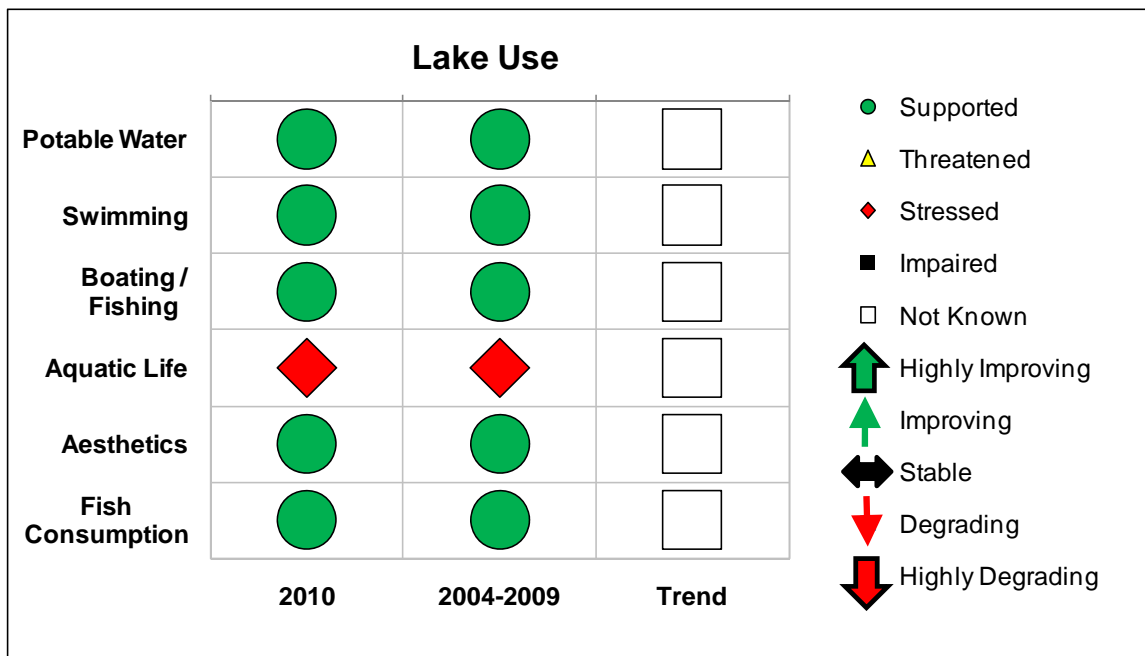 Lake Use
Potable Water
Swimming
Boating /
Fishing
Aquatic Life
Aesthetics
Fish
Consumption
2010
2004-2009
Trend
Supported
Threatened
Stressed
Impaired
Not Known
Highly Improving
Improving
Stable
Degrading
Highly Degrading